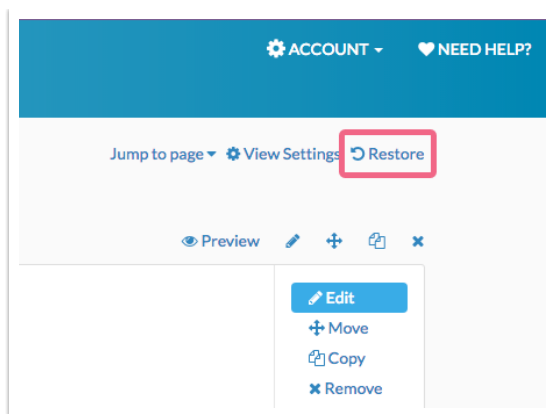 ACCOUNT NEED HELP?
Jump to page View Settings Restore
Preview
Edit
Move
Copy
Remove